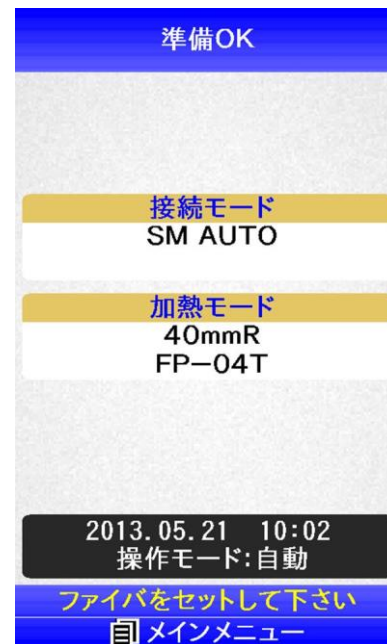 準備OK
接続モード
SM AUTO
加熱モード
40mmR
FP-04T
2013.05.21 10:02
操作モード:自動
ファイバをセットして下さい
メインメニュー